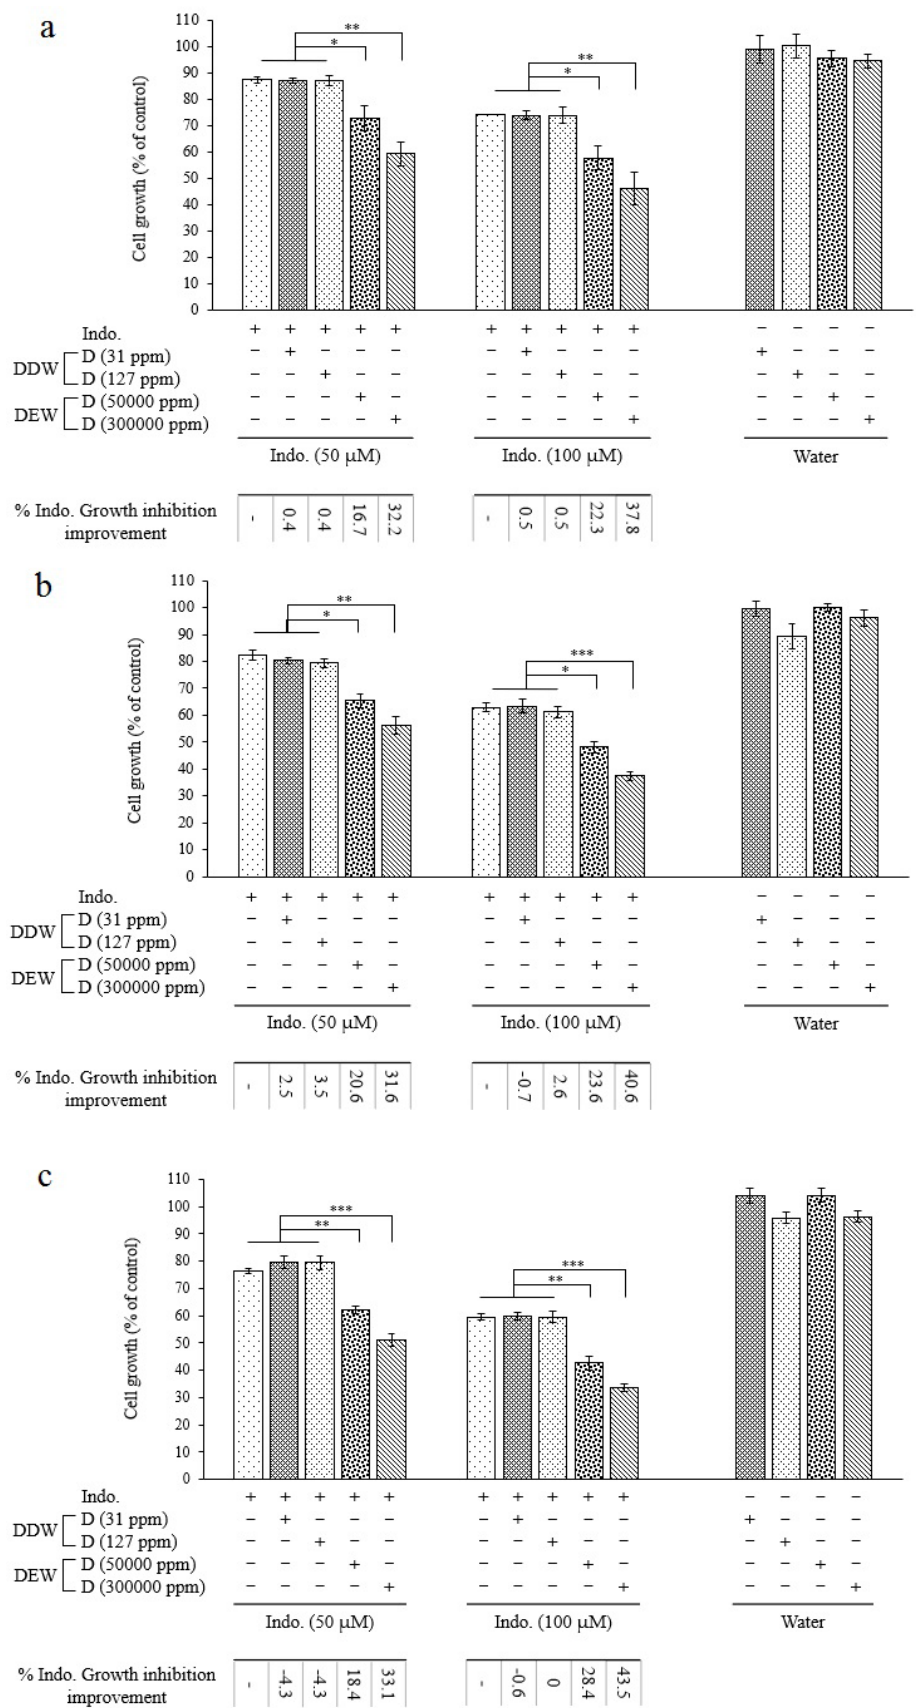 a
110
100
90
80
70
60
50
40
30
20
10
0
Cell growth (% of control)
** * ** *
Indo. + + + + + + + + + + – – – –
DDW
D (31 ppm) – + – – – – + – – – + – – –
D (127 ppm) – – + – – – – + – – – + – –
DEW
D (50000 ppm) – – – + – – – – + – – – + –
D (300000 ppm) – – – – + – – – – + – – – +
Indo. (50 µM) Indo. (100 µM) Water
% Indo. Growth inhibition
improvement
- 0.4 0.4 16.7 32.2 - 0.5 0.5 22.3 37.8
b
110
100
90
80
70
60
50
40
30
20
10
0
Cell growth (% of control)
** * *** *
Indo. + + + + + + + + + + – – – –
DDW
D (31 ppm) – + – – – – + – – – + – – –
D (127 ppm) – – + – – – – + – – – + – –
DEW
D (50000 ppm) – – – + – – – – + – – – + –
D (300000 ppm) – – – – + – – – – + – – – +
Indo. (50 µM) Indo. (100 µM) Water
% Indo. Growth inhibition
improvement
- 2.5 3.5 20.6 31.6 - -0.7 2.6 23.6 40.6
c
110
100
90
80
70
60
50
40
30
20
10
0
Cell growth (% of control)
*** ** *** **
Indo. + + + + + + + + + + – – – –
DDW
D (31 ppm) – + – – – – + – – – + – – –
D (127 ppm) – – + – – – – + – – – + – –
DEW
D (50000 ppm) – – – + – – – – + – – – + –
D (300000 ppm) – – – – + – – – – + – – – +
Indo. (50 µM) Indo. (100 µM) Water
% Indo. Growth inhibition
improvement
- -4.3 -4.3 18.4 33.1 - -0.6 0 28.4 43.5